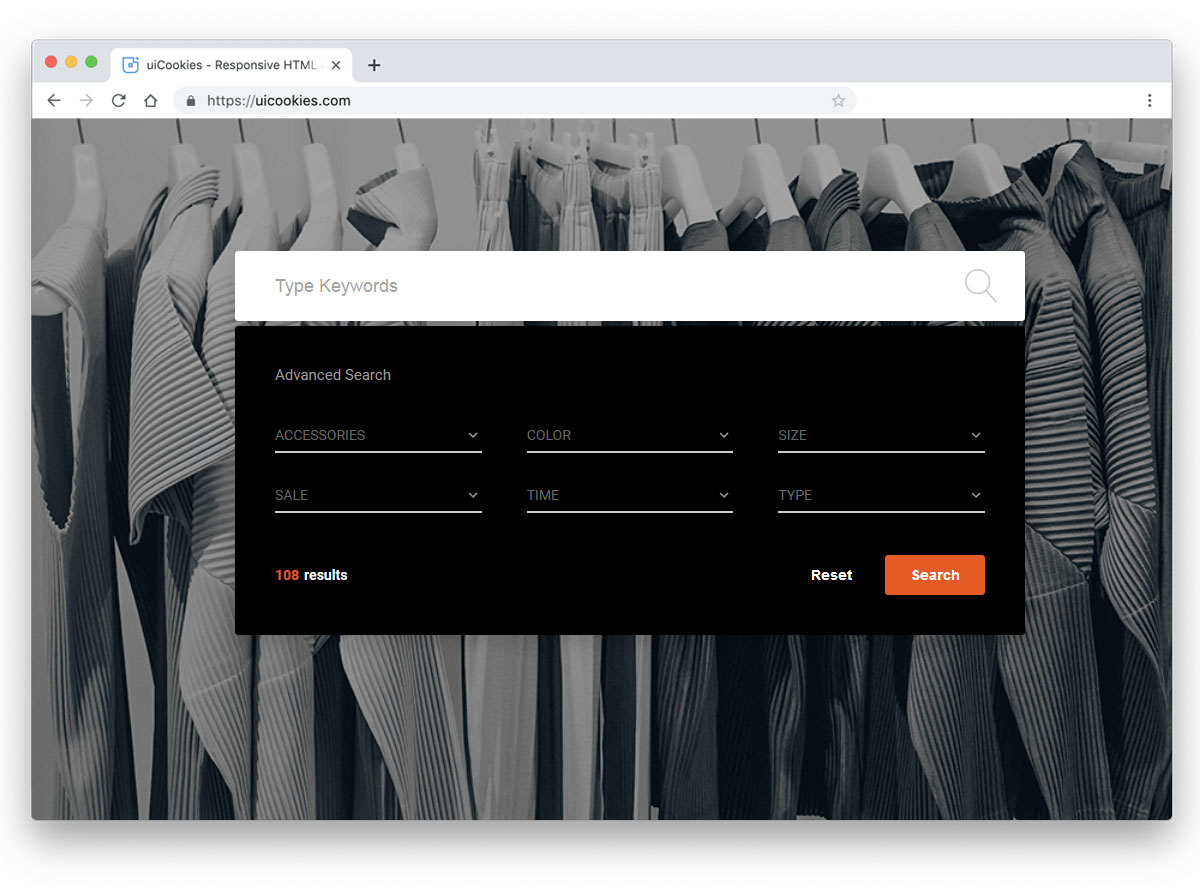 uiCookies - Responsive HTML
https://uicookies.com
Type Keywords
Advanced Search
ACCESSORIES COLOR SIZE
SALE TIME TYPE
108 results Reset Search